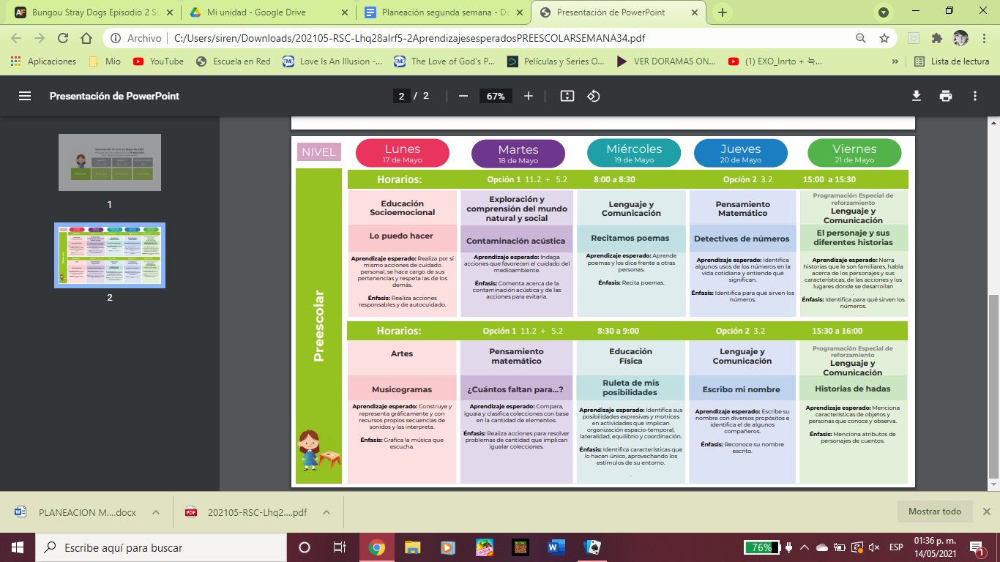 Bungou Stray Dogs Episodio 2 Su
Mi unidad - Google Drive
Planeación segunda semana - Do
Presentación de PowerPoint
Archivo
C:/Users/siren/Downloads/202105-RSC-Lhq28aIrf5-2AprendizajesesperadosPREESCOLARSEMANA34.pdf
Aplicaciones
Mio
YouTube
Escuela en Red
Love Is An Illusion -...
The Love of God's P...
Películas y Series O...
VER DORAMAS ON...
(1) EXO_Inrto + 늑...
Lista de lectura
Presentación de PowerPoint
2 / 2
67%
1
2
NIVEL
Lunes
17 de Mayo
Martes
18 de Mayo
Miércoles
19 de Mayo
Jueves
20 de Mayo
Viernes
21 de Mayo
Preescolar
Horarios: Opción 1 11.2 + 5.2 8:00 a 8:30 Opción 2 3.2 15:00 a 15:30
Educación
Socioemocional
Lo puedo hacer
Aprendizaje esperado: Realiza por sí
mismo acciones de cuidado
personal, se hace cargo de sus
pertenencias y respeta las de los
demás.
Énfasis: Realiza acciones
responsables y de autocuidado.
Exploración y
comprensión del mundo
natural y social
Contaminación acústica
Aprendizaje esperado: Indaga
acciones que favorecen el cuidado del
medioambiente.
Énfasis: Comenta acerca de la
contaminación acústica y de las
acciones para evitarla.
Lenguaje y
Comunicación
Recitamos poemas
Aprendizaje esperado: Aprende
poemas y los dice frente a otras
personas.
Énfasis: Recita poemas.
Pensamiento
Matemático
Detectives de números
Aprendizaje esperado: Identifica
algunos usos de los números en la
vida cotidiana y entiende qué
significan.
Énfasis: Identifica para qué sirven los
números.
Programación Especial de
reforzamiento
Lenguaje y
Comunicación
El personaje y sus
diferentes historias
Aprendizaje esperado: Narra
historias que le son familiares, habla
acerca de los personajes y sus
características, de las acciones y los
lugares donde se desarrollan
.
Énfasis: Identifica para qué sirven los
números.
Horarios: Opción 1 11.2 + 5.2 8:30 a 9:00 Opción 2 3.2 15:30 a 16:00
Artes
Musicogramas
Aprendizaje esperado: Construye y
representa gráficamente y con
recursos propios secuencias de
sonidos y las interpreta.
Énfasis: Grafica la música que
escucha.
Pensamiento
matemático
¿Cuántos faltan para...?
Aprendizaje esperado: Compara,
iguala y clasifica colecciones con base
en la cantidad de elementos.
Énfasis: Realiza acciones para resolver
problemas de cantidad que implican
igualar colecciones.
Educación
Física
Ruleta de mis
posibilidades
Aprendizaje esperado: Identifica sus
posibilidades expresivas y motrices
en actividades que implican
organización espacio-temporal,
lateralidad, equilibrio y coordinación.
Énfasis: Identifica características que
lo hacen único, aprovechando los
estímulos de su entorno.
.
Lenguaje y
Comunicación
Escribo mi nombre
Aprendizaje esperado: Escribe su
nombre con diversos propósitos e
identifica el de algunos
compañeros.
Énfasis: Reconoce su nombre
escrito.
Programación Especial de
reforzamiento
Lenguaje y
Comunicación
Historias de hadas
Aprendizaje esperado: Menciona
características de objetos y
personas que conoce y observa.
Énfasis: Menciona atributos de
personajes de cuentos.
PLANEACION M....docx
202105-RSC-Lhq2....pdf
Mostrar todo
Escribe aquí para buscar
76%
ESP
01:36 p. m.
14/05/2021
1